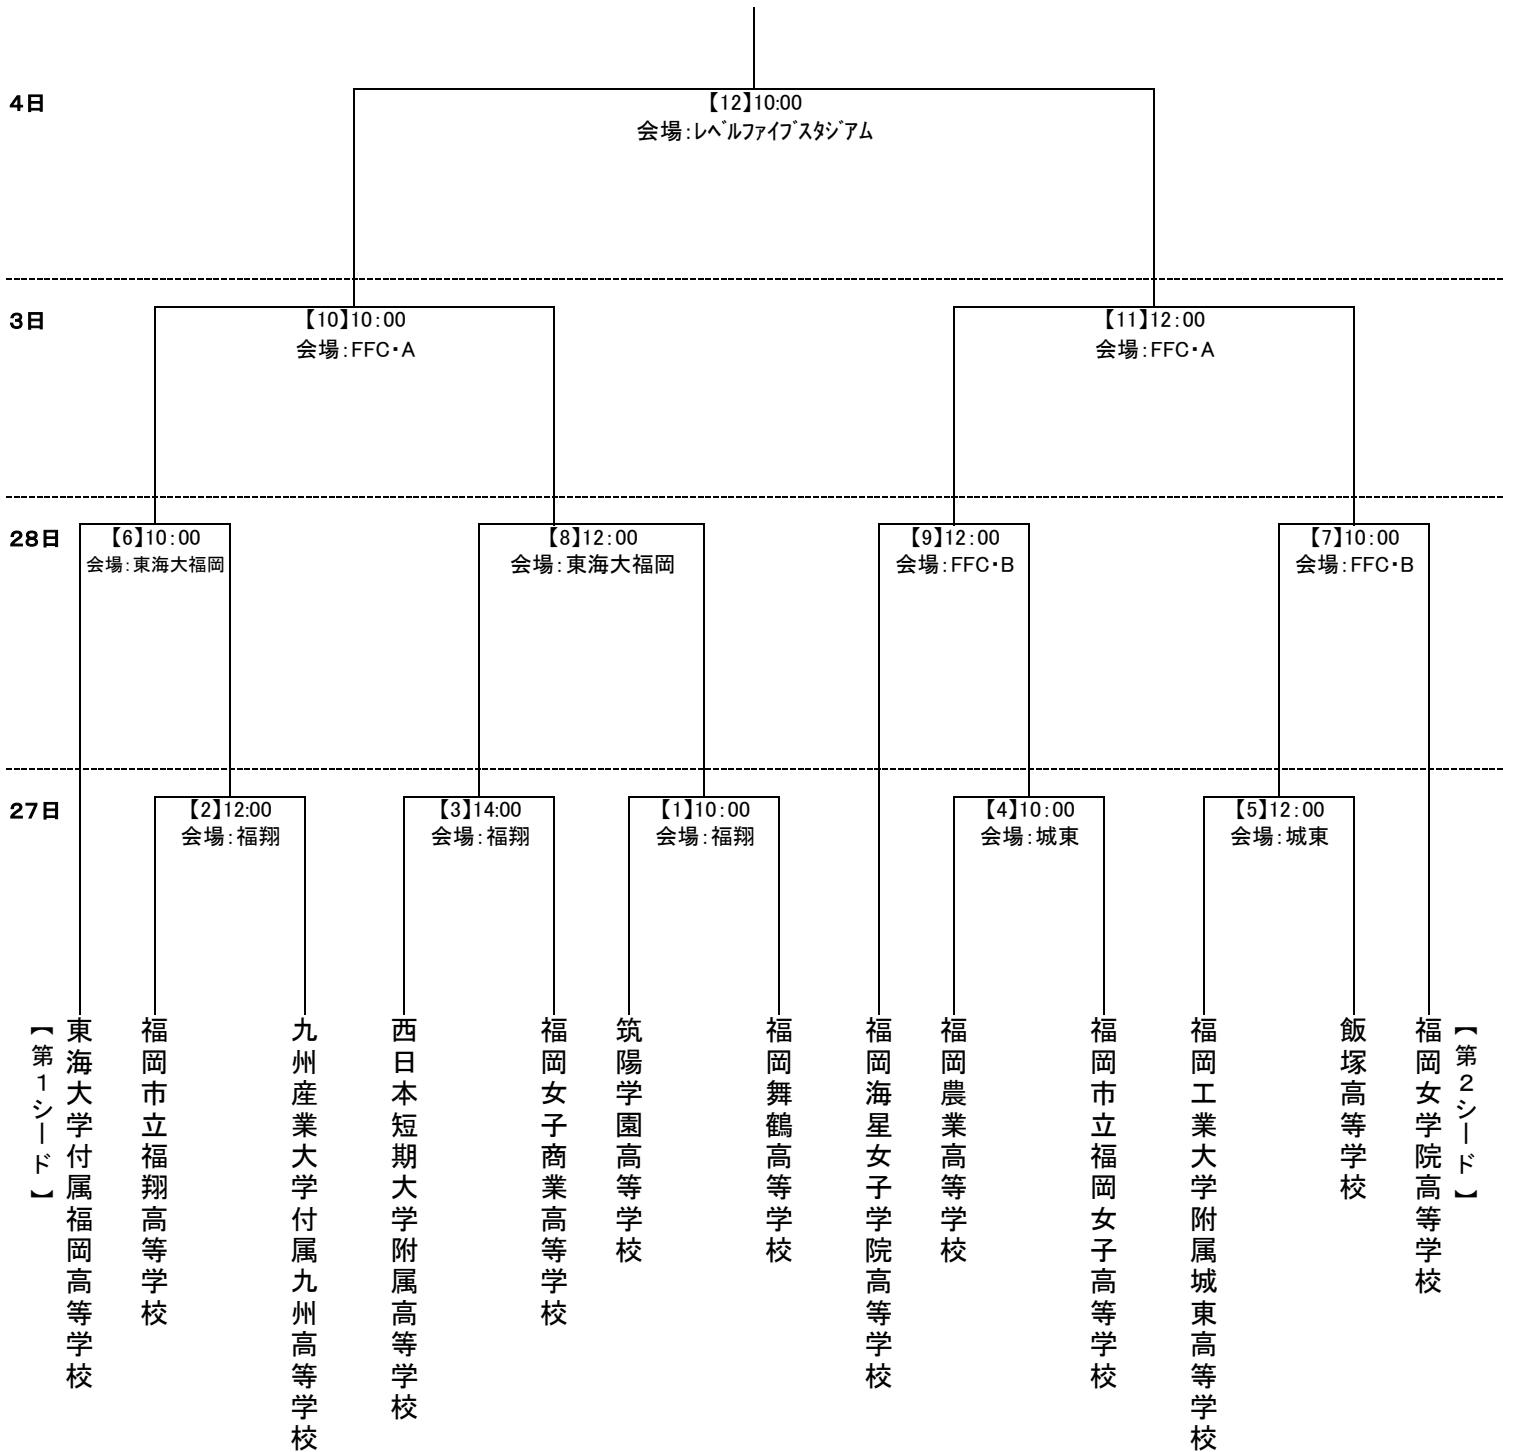 4日
【12】10:00
会場：ﾚﾍﾞﾙﾌｧｲﾌﾞｽﾀｼﾞｱﾑ
3日
【10】10：00
会場：FFC・A
【11】12：00
会場：FFC・A
28日
【6】10：00
会場：東海大福岡
【8】12：00
会場：東海大福岡
【9】12：00
会場：FFC・B
【7】10：00
会場：FFC・B
27日
【2】12:00
会場：福翔
【3】14:00
会場：福翔
【1】10：00
会場：福翔
【4】10：00
会場：城東
【5】12：00
会場：城東
【第１シード】
東海大学付属福岡高等学校
福岡市立福翔高等学校
九州産業大学付属九州高等学校
西日本短期大学附属高等学校
福岡女子商業高等学校
筑陽学園高等学校
福岡舞鶴高等学校
福岡海星女子学院高等学校
福岡農業高等学校
福岡市立福岡女子高等学校
福岡工業大学附属城東高等学校
飯塚高等学校
福岡女学院高等学校
【第２シード】